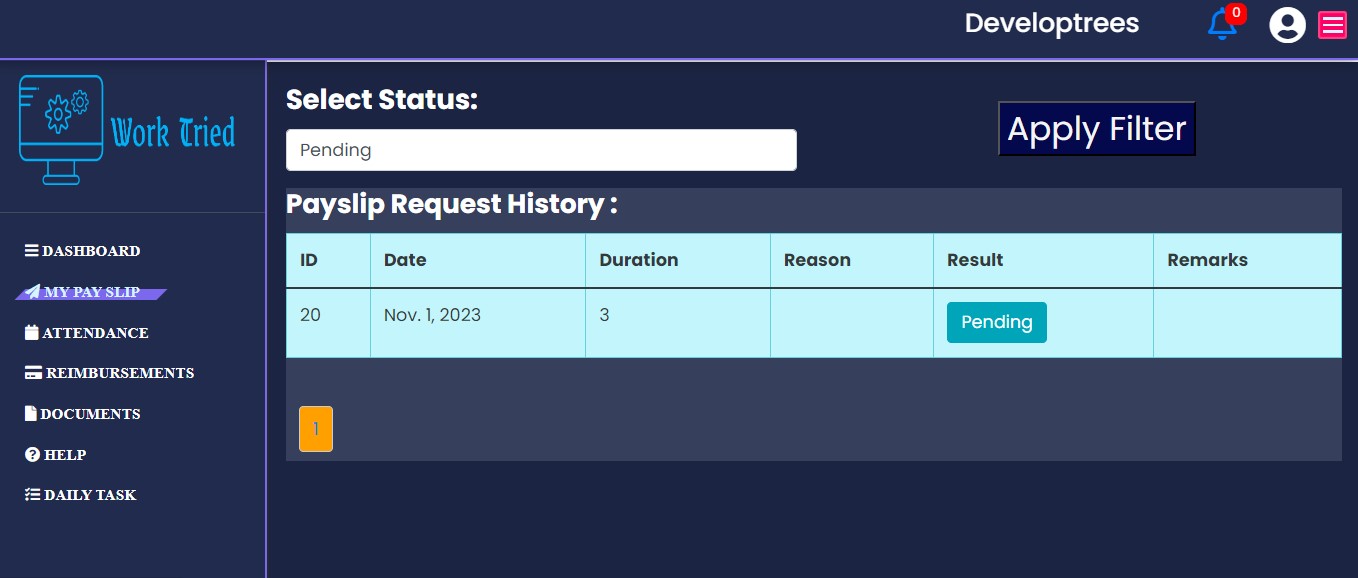 Developtrees
0
Work Tried
DASHBOARD
MY PAY SLIP
ATTENDANCE
REIMBURSEMENTS
DOCUMENTS
HELP
DAILY TASK
Select Status:
Pending
Apply Filter
Payslip Request History :
ID Date Duration Reason Result Remarks
20 Nov. 1, 2023 3 Pending
1